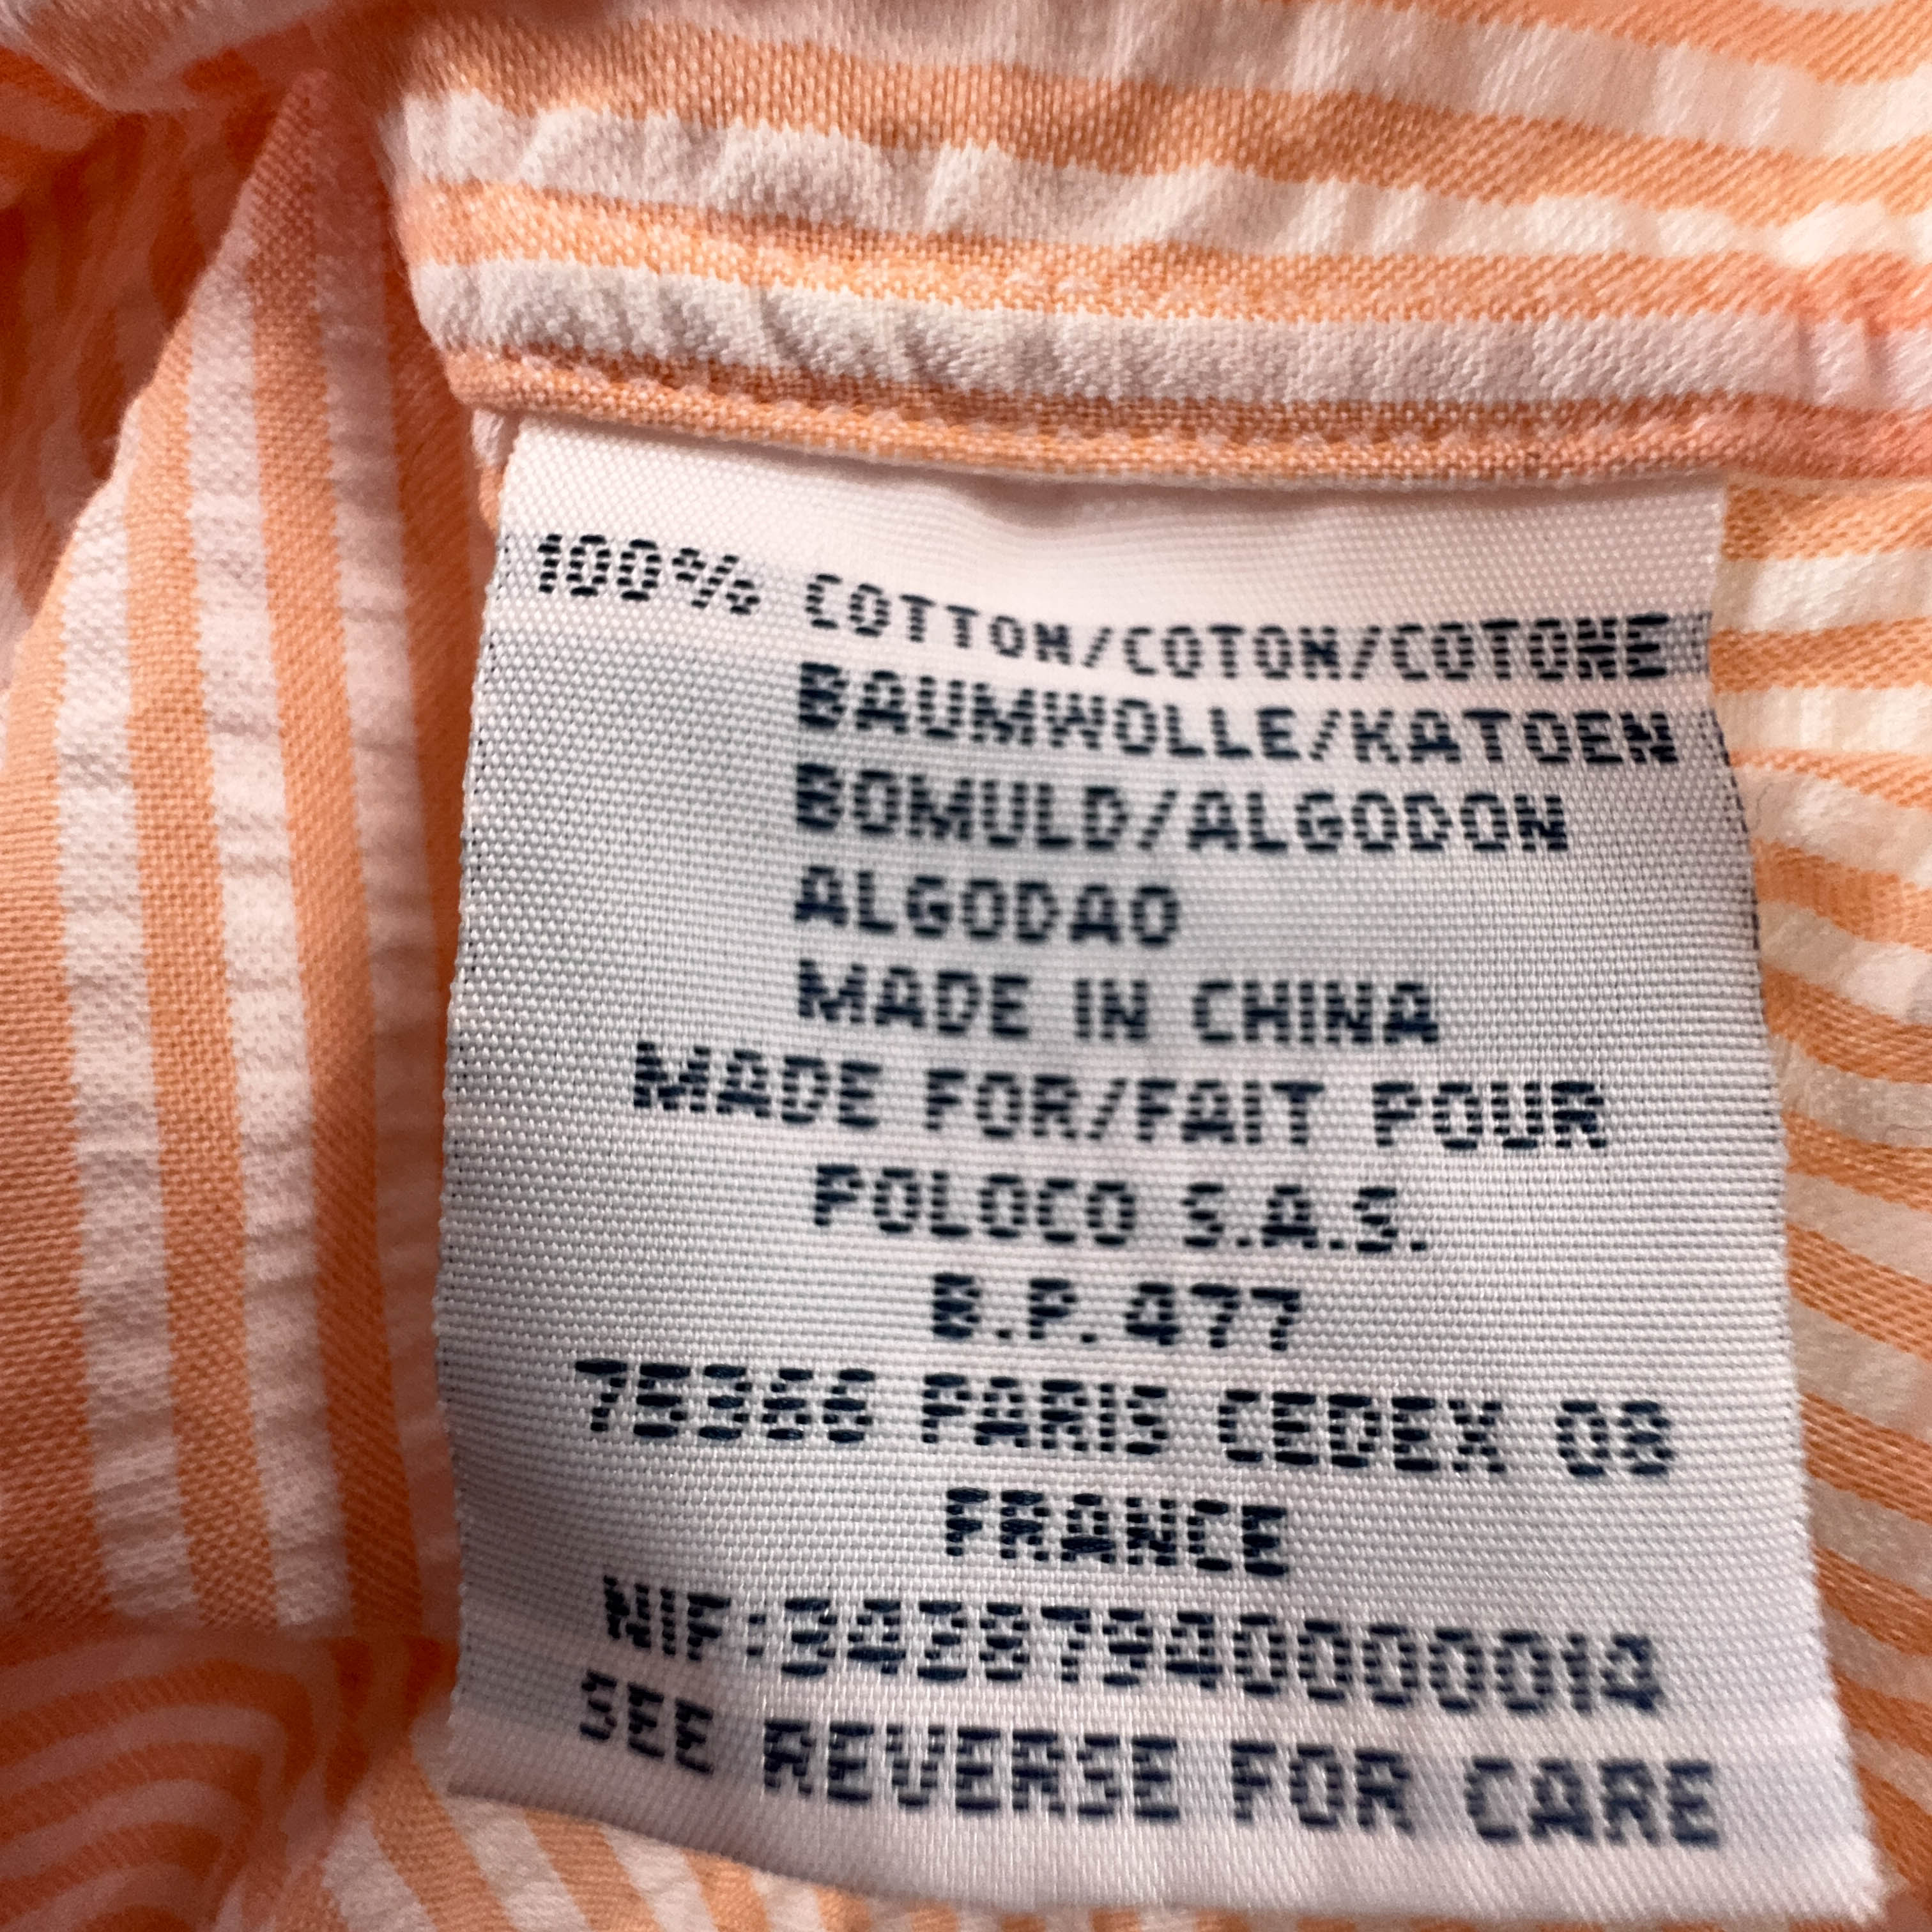 100% COTTON/COTON/COTONE
BAUMWOLLE/KATOEN
BOMULD/ALGODON
ALGODAO
MADE IN CHINA
MADE FOR/FAIT POUR
POLOCO S.A.S.
B.P.477
75366 PARIS CEDEX 08
FRANCE
NIF:34287940000014
SEE REVERSE FOR CARE